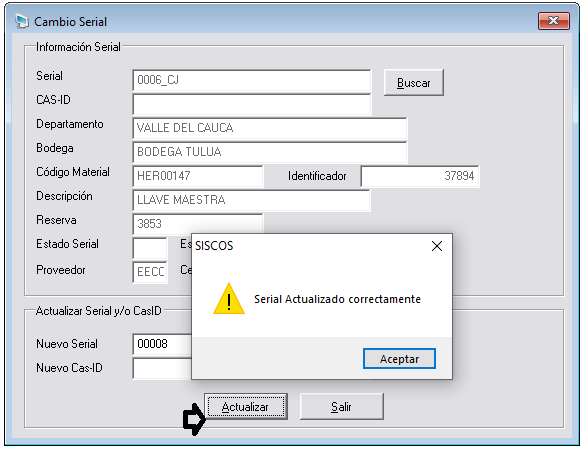 Cambio Serial
Información Serial
Serial 0006_CJ Buscar
CAS-ID
Departamento VALLE DEL CAUCA
Bodega BODEGA TULUA
Código Material HER00147 Identificador 37894
Descripción LLAVE MAESTRA
Reserva 3853
SISCOS
Estado Serial Es
Proveedor EECC Ce
Serial Actualizado correctamente
Actualizar Serial y/o CasID
Nuevo Serial 00008
Aceptar
Nuevo Cas-ID
Actualizar Salir